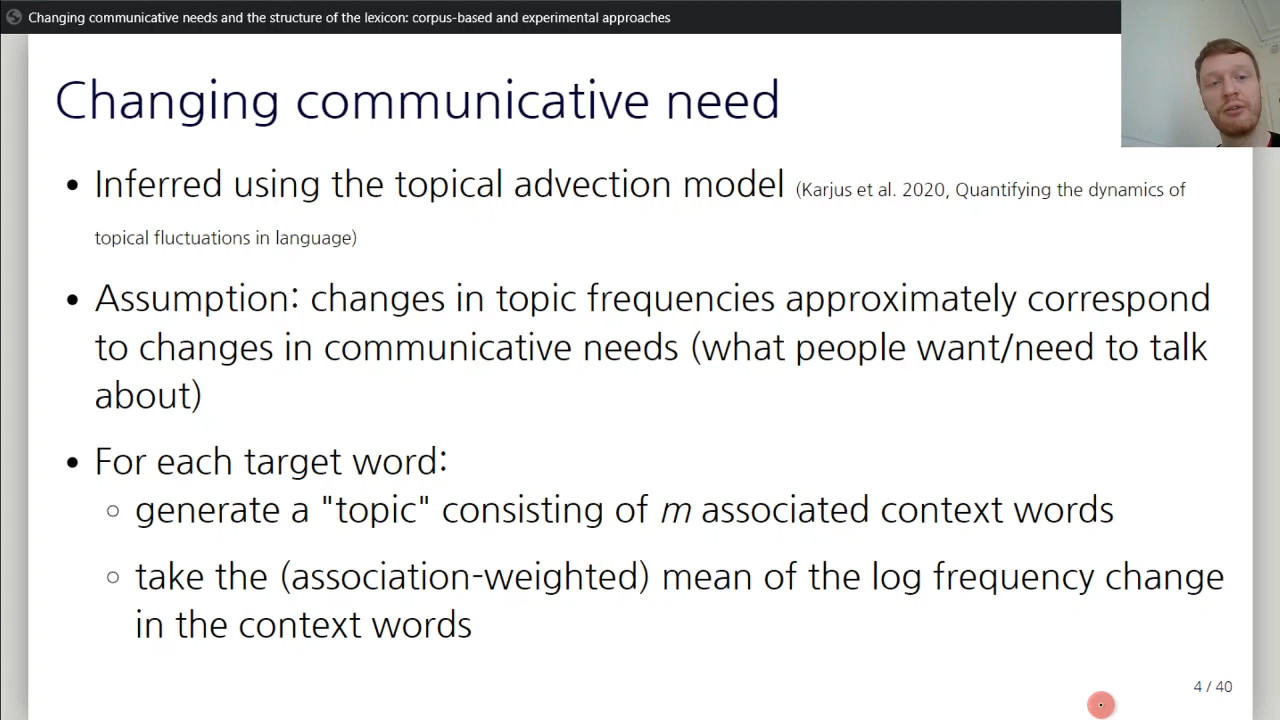 Changing communicative needs and the structure of the lexicon: corpus-based and experimental approaches
Changing communicative need
• Inferred using the topical advection model (Karjus et al. 2020, Quantifying the dynamics of
topical fluctuations in language)
• Assumption: changes in topic frequencies approximately correspond
to changes in communicative needs (what people want/need to talk
about)
• For each target word:
○ generate a "topic" consisting of m associated context words
○ take the (association-weighted) mean of the log frequency change
in the context words
4 / 40